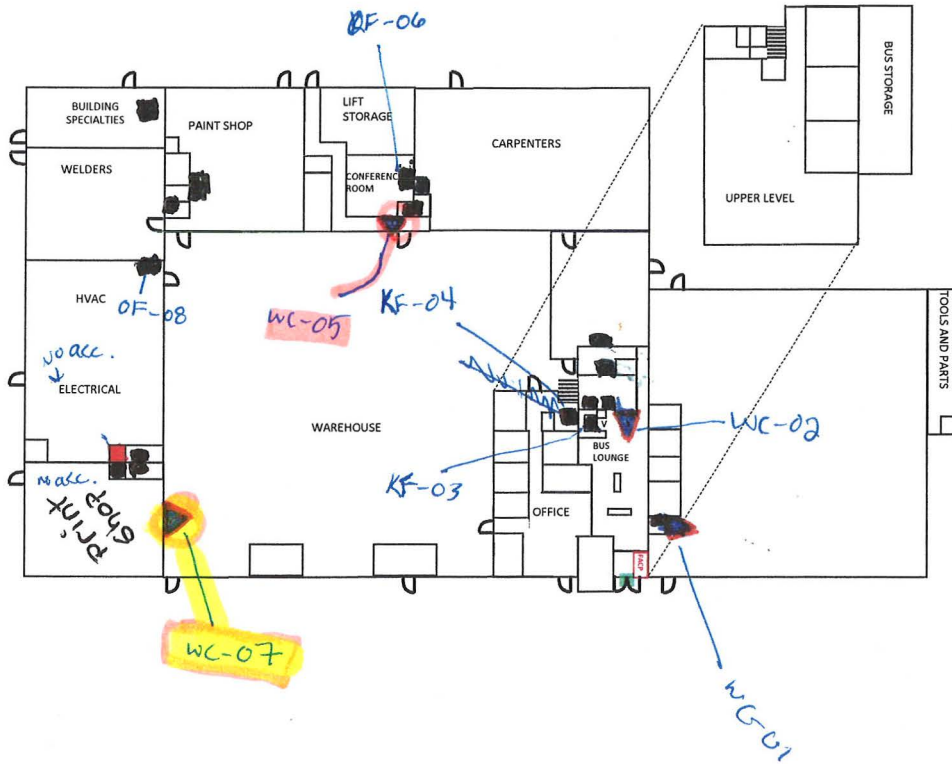 OF-06
BUS STORAGE
UPPER LEVEL
BUILDING
SPECIALTIES
PAINT SHOP
LIFT
STORAGE
CARPENTERS
WELDERS
CONFERENCE
ROOM
WC-05
KF-04
HVAC
OF-08
TOOLS AND PARTS
NO acc.
ELECTRICAL
WAREHOUSE
WC-02
V
BUS
LOUNGE
KF-03
no acc.
print
shop
OFFICE
FACP
WC-07
WC-01